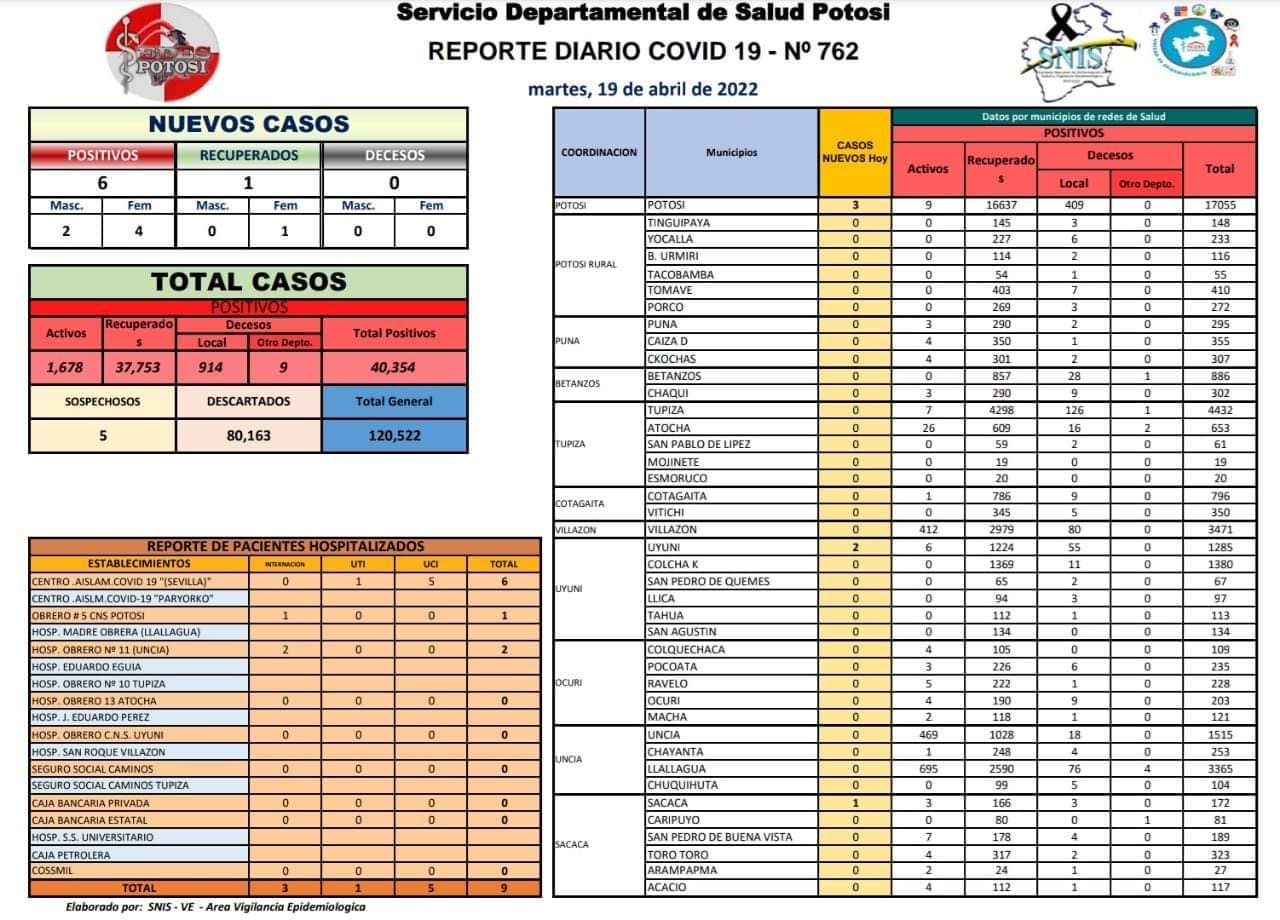 Servicio Departamental de Salud Potosi
REPORTE DIARIO COVID 19 - Nº 762
martes, 19 de abril de 2022
SEDES
POTOSI
SNIS
NUEVOS CASOS
POSITIVOS RECUPERADOS DECESOS
6 1 0
Masc. Fem Masc. Fem Masc. Fem
2 4 0 1 0 0
TOTAL CASOS
POSITIVOS
Activos Recuperado s Decesos Total Positivos
Local Otro Depto.
1,678 37,753 914 9 40,354
SOSPECHOSOS DESCARTADOS Total General
5 80,163 120,522
REPORTE DE PACIENTES HOSPITALIZADOS
ESTABLECIMIENTOS INTERNACION UTI UCI TOTAL
CENTRO .AISLAM.COVID 19 "(SEVILLA)" 0 1 5 6
CENTRO .AISLM.COVID-19 "PARYORKO"
OBRERO # 5 CNS POTOSI 1 0 0 1
HOSP. MADRE OBRERA (LLALLAGUA)
HOSP. OBRERO Nº 11 (UNCIA) 2 0 0 2
HOSP. EDUARDO EGUIA
HOSP. OBRERO Nº 10 TUPIZA
HOSP. OBRERO 13 ATOCHA 0 0 0 0
HOSP. J. EDUARDO PEREZ
HOSP. OBRERO C.N.S. UYUNI 0 0 0 0
HOSP. SAN ROQUE VILLAZON
SEGURO SOCIAL CAMINOS 0 0 0 0
SEGURO SOCIAL CAMINOS TUPIZA
CAJA BANCARIA PRIVADA 0 0 0 0
CAJA BANCARIA ESTATAL 0 0 0 0
HOSP. S.S. UNIVERSITARIO
CAJA PETROLERA
COSSMIL 0 0 0 0
TOTAL 3 1 5 9
Elaborado por: SNIS - VE - Area Vigilancia Epidemiologica
Datos por municipios de redes de Salud
COORDINACION Municipios CASOS NUEVOS Hoy POSITIVOS
Activos Recuperado s Decesos Total
Local Otro Depto.
POTOSI POTOSI 3 9 16637 409 0 17055
POTOSI RURAL TINGUIPAYA 0 0 145 3 0 148
YOCALLA 0 0 227 6 0 233
B. URMIRI 0 0 114 2 0 116
TACOBAMBA 0 0 54 1 0 55
TOMAVE 0 0 403 7 0 410
PORCO 0 0 269 3 0 272
PUNA PUNA 0 3 290 2 0 295
CAIZA D 0 4 350 1 0 355
CKOCHAS 0 4 301 2 0 307
BETANZOS BETANZOS 0 0 857 28 1 886
CHAQUI 0 3 290 9 0 302
TUPIZA TUPIZA 0 7 4298 126 1 4432
ATOCHA 0 26 609 16 2 653
SAN PABLO DE LIPEZ 0 0 59 2 0 61
MOJINETE 0 0 19 0 0 19
ESMORUCO 0 0 20 0 0 20
COTAGAITA COTAGAITA 0 1 786 9 0 796
VITICHI 0 0 345 5 0 350
VILLAZON VILLAZON 0 412 2979 80 0 3471
UYUNI UYUNI 2 6 1224 55 0 1285
COLCHA K 0 0 1369 11 0 1380
SAN PEDRO DE QUEMES 0 0 65 2 0 67
LLICA 0 0 94 3 0 97
TAHUA 0 0 112 1 0 113
SAN AGUSTIN 0 0 134 0 0 134
OCURI COLQUECHACA 0 4 105 0 0 109
POCOATA 0 3 226 6 0 235
RAVELO 0 5 222 1 0 228
OCURI 0 4 190 9 0 203
MACHA 0 2 118 1 0 121
UNCIA UNCIA 0 469 1028 18 0 1515
CHAYANTA 0 1 248 4 0 253
LLALLAGUA 0 695 2590 76 4 3365
CHUQUIHUTA 0 0 99 5 0 104
SACACA SACACA 1 3 166 3 0 172
CARIPUYO 0 0 80 0 1 81
SAN PEDRO DE BUENA VISTA 0 7 178 4 0 189
TORO TORO 0 4 317 2 0 323
ARAMPAPMA 0 2 24 1 0 27
ACACIO 0 4 112 1 0 117